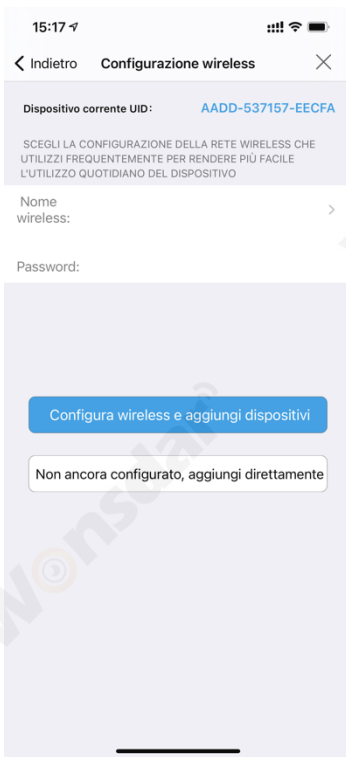 15:17
Indietro Configurazione wireless
Dispositivo corrente UID: AADD-537157-EECFA
SCEGLI LA CONFIGURAZIONE DELLA RETE WIRELESS CHE
UTILIZZI FREQUENTEMENTE PER RENDERE PIÙ FACILE
L'UTILIZZO QUOTIDIANO DEL DISPOSITIVO
Nome
wireless:
Password:
Configura wireless e aggiungi dispositivi
Non ancora configurato, aggiungi direttamente
wonsdar